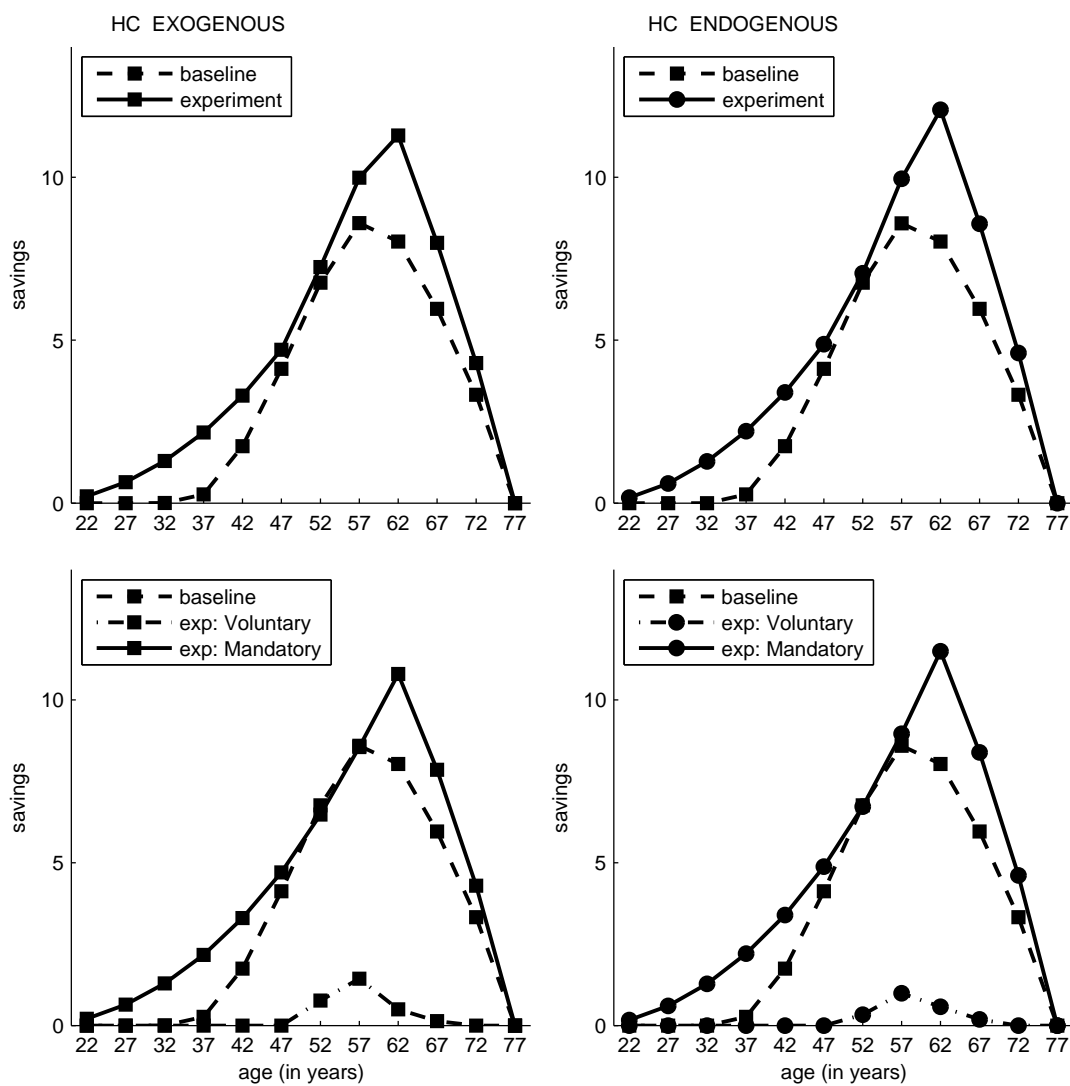 HC EXOGENOUS
baseline
experiment
10
5
0
savings
22 27 32 37 42 47 52 57 62 67 72 77
HC ENDOGENOUS
baseline
experiment
10
5
0
savings
22 27 32 37 42 47 52 57 62 67 72 77
baseline
exp: Voluntary
exp: Mandatory
10
5
0
savings
22 27 32 37 42 47 52 57 62 67 72 77
age (in years)
baseline
exp: Voluntary
exp: Mandatory
10
5
0
savings
22 27 32 37 42 47 52 57 62 67 72 77
age (in years)